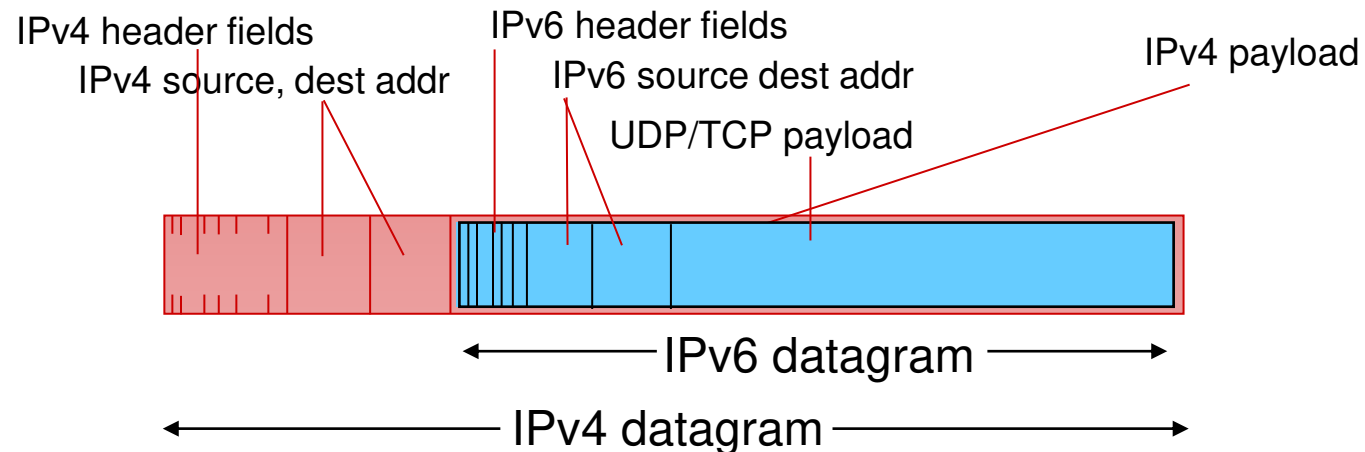 IPv4 header fields
IPv6 header fields
IPv4 payload
IPv4 source, dest addr
IPv6 source dest addr
UDP/TCP payload
IPv6 datagram
IPv4 datagram